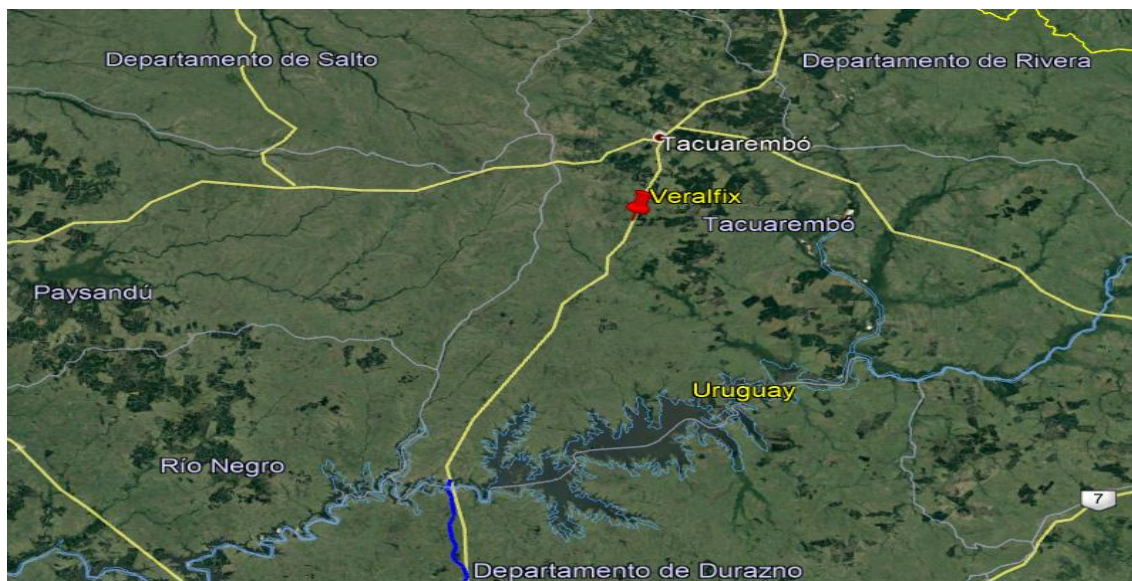 Departamento de Salto
Departamento de Rivera
Tacuarembó
Veralfix
Tacuarembó
Paysandú
Uruguay
Río Negro
7
Departamento de Durazno